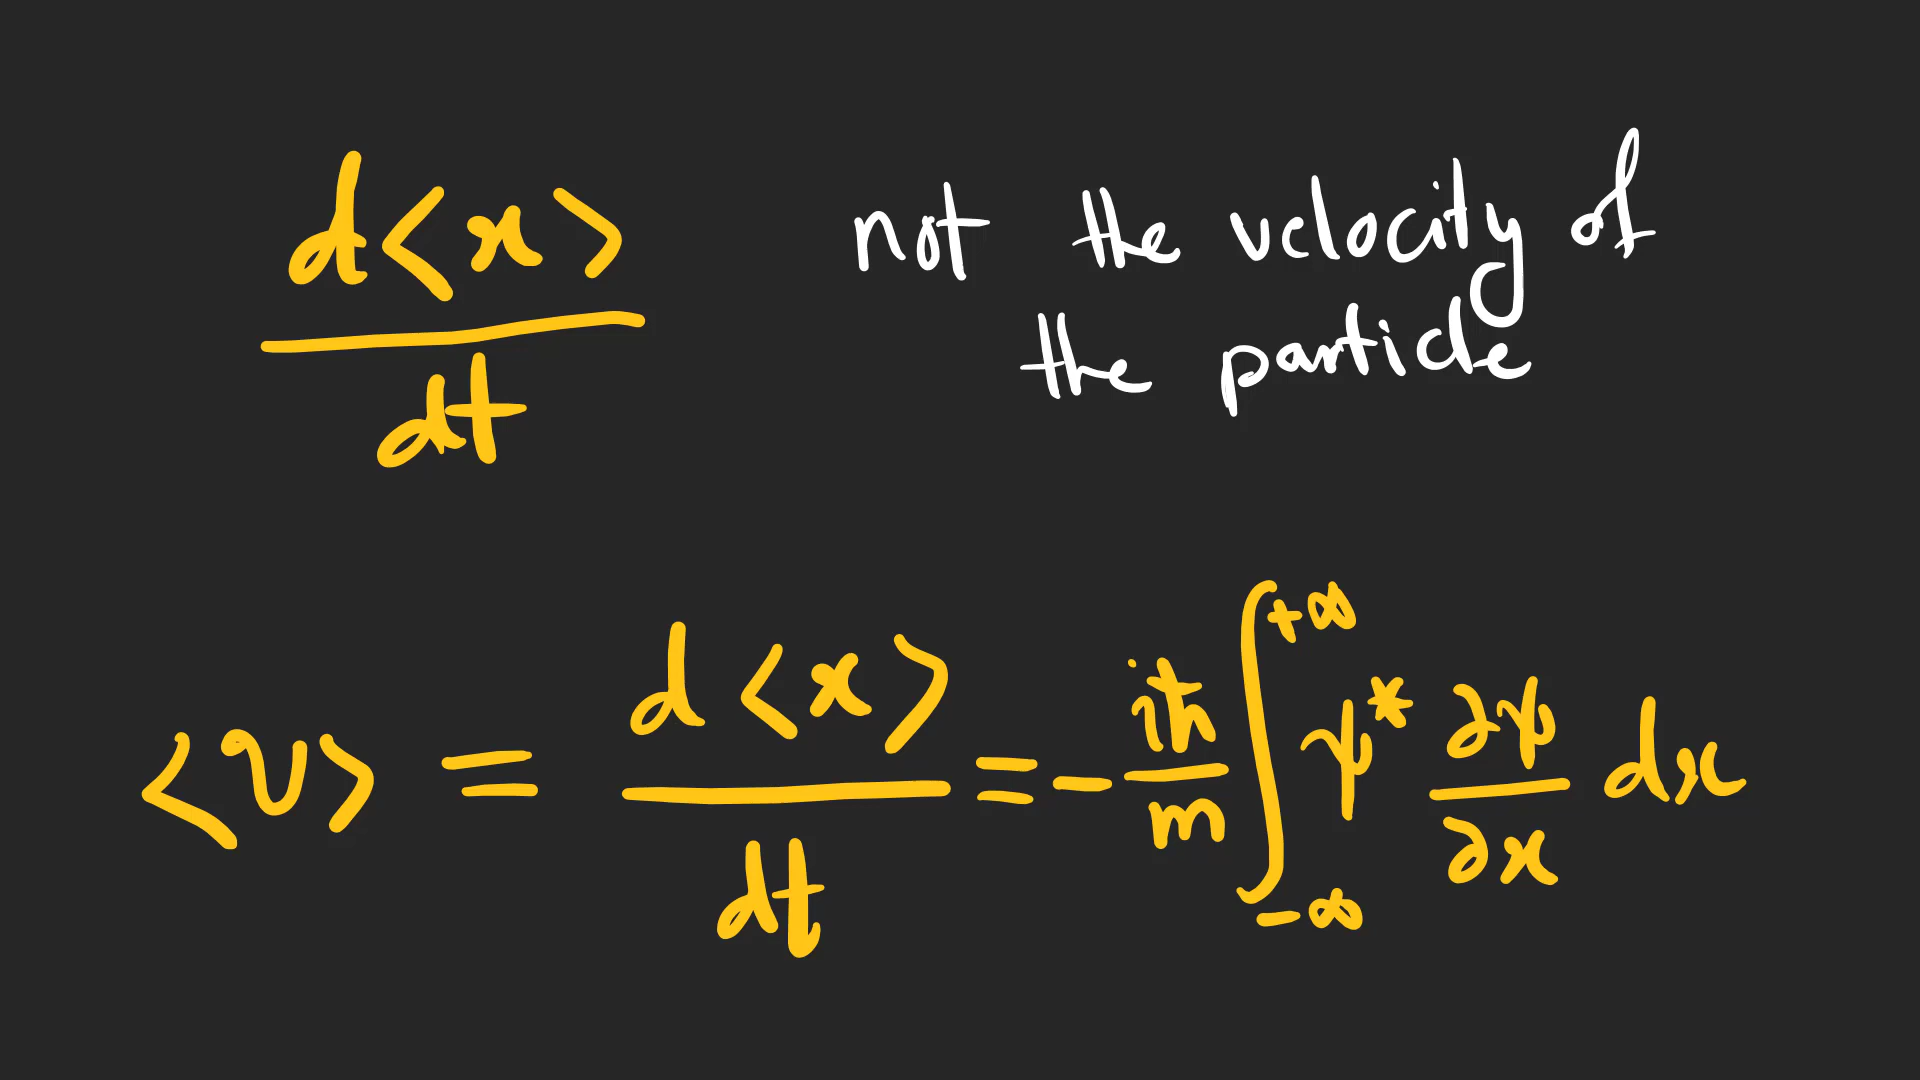 d<x>/dt not the velocity of
the particle
<v> = d<x>/dt = - iħ/m ∫_{-∞}^{+∞} ψ* ∂ψ/∂x dx